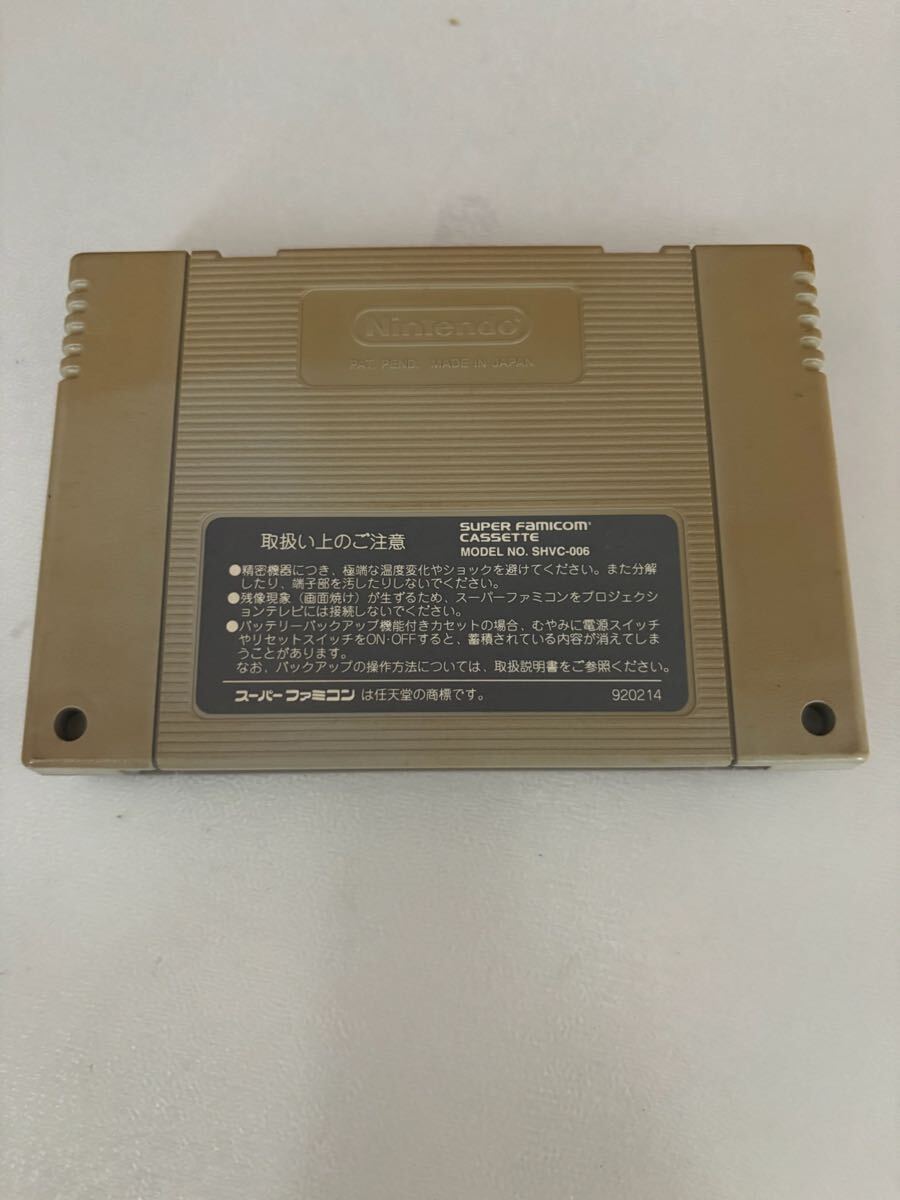 Nintendo
PAT. PEND. MADE IN JAPAN
取扱い上のご注意
SUPER FAMICOM
CASSETTE
MODEL NO. SHVC-006
●精密機器につき、極端な温度変化やショックを避けてください。また分解
したり、端子部を汚したりしないでください。
●残像現象（画面焼け）が生ずるため、スーパーファミコンをプロジェクシ
ョンテレビには接続しないでください。
●バッテリーバックアップ機能付きカセットの場合、むやみに電源スイッチ
やリセットスイッチをON・OFFすると、蓄積されている内容が消えてしま
うことがあります。
なお、バックアップの操作方法については、取扱説明書をご参照ください。
スーパーファミコン は任天堂の商標です。
920214